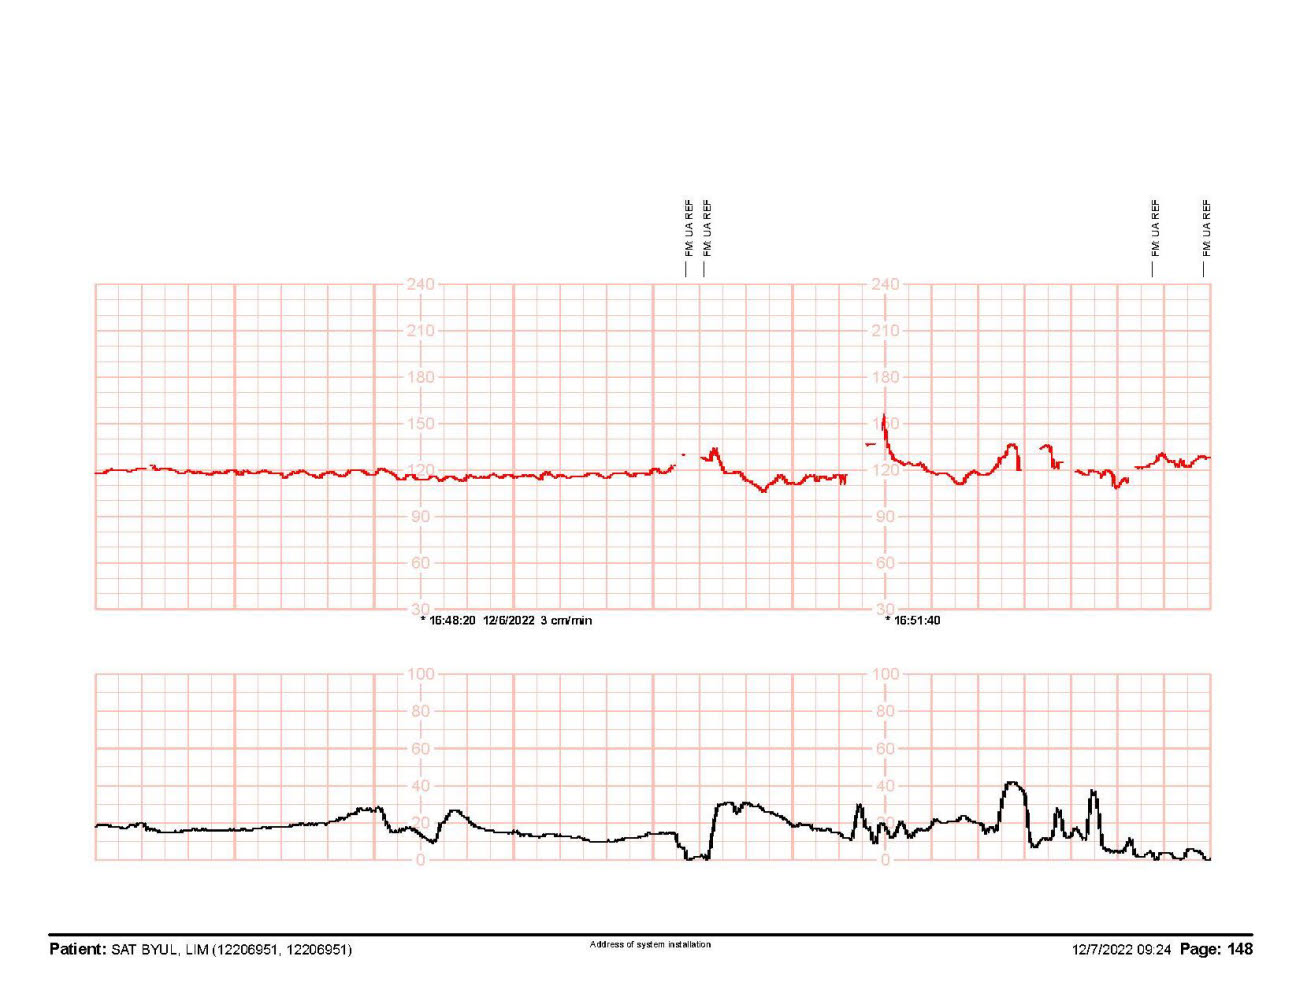 FM: UA REF
FM: UA REF
FM: UA REF
FM: UA REF
240 240
210 210
180 180
150 150
120 120
90 90
60 60
30 30
* 16:48:20 12/6/2022 3 cm/min * 16:51:40
100 100
80 80
60 60
40 40
20 20
0 0
Patient: SAT BYUL, LIM (12206951, 12206951) Address of system installation 12/7/2022 09:24 Page: 148